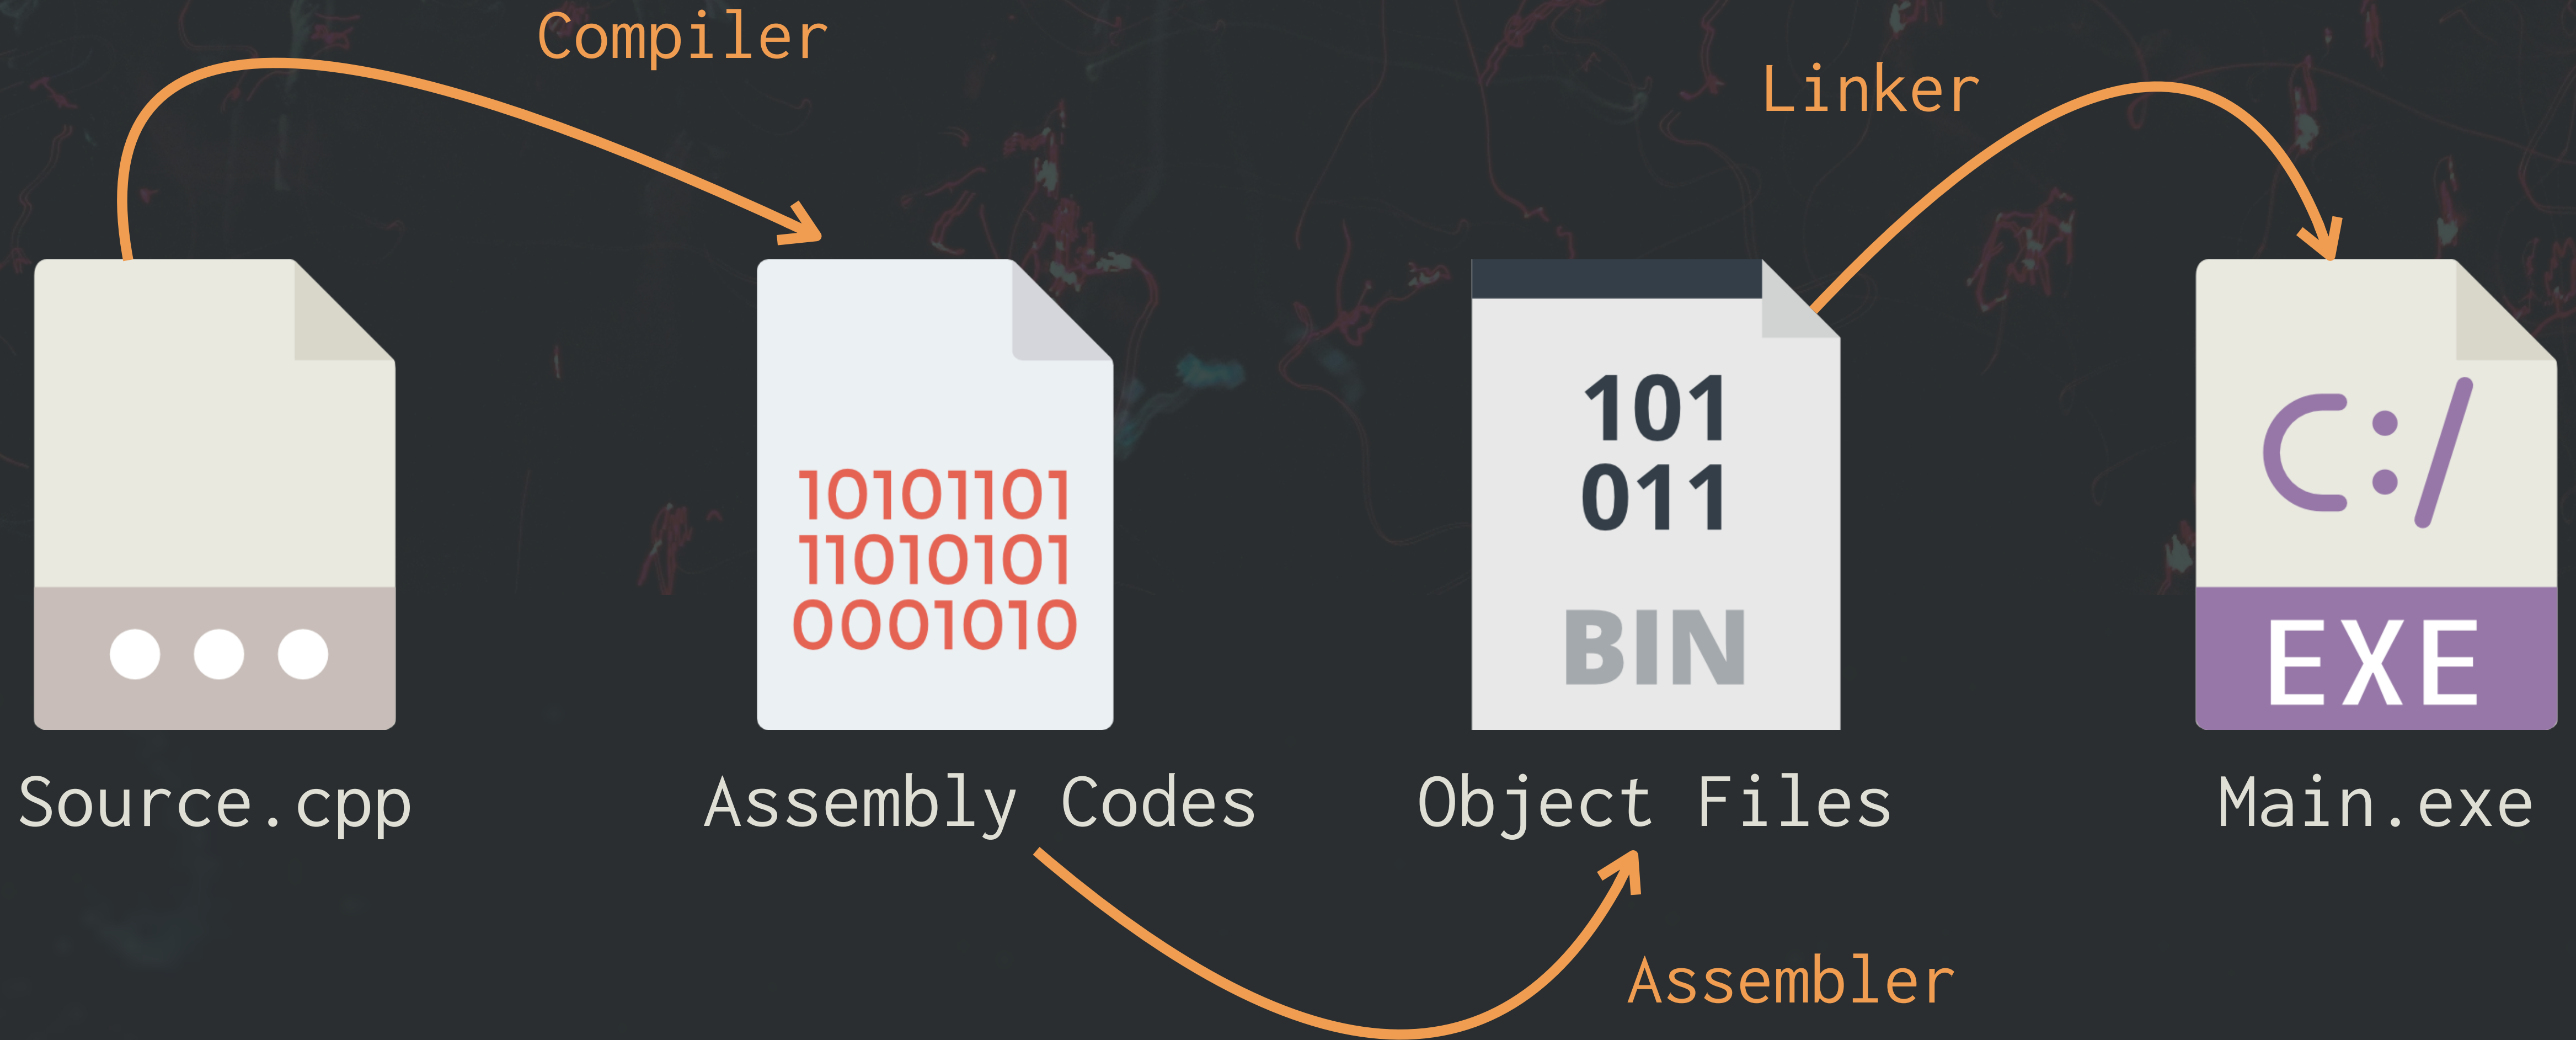 Compiler
Linker
10101101
11010101
0001010
101
011
BIN
C:/
EXE
Source.cpp
Assembly Codes
Object Files
Main.exe
Assembler